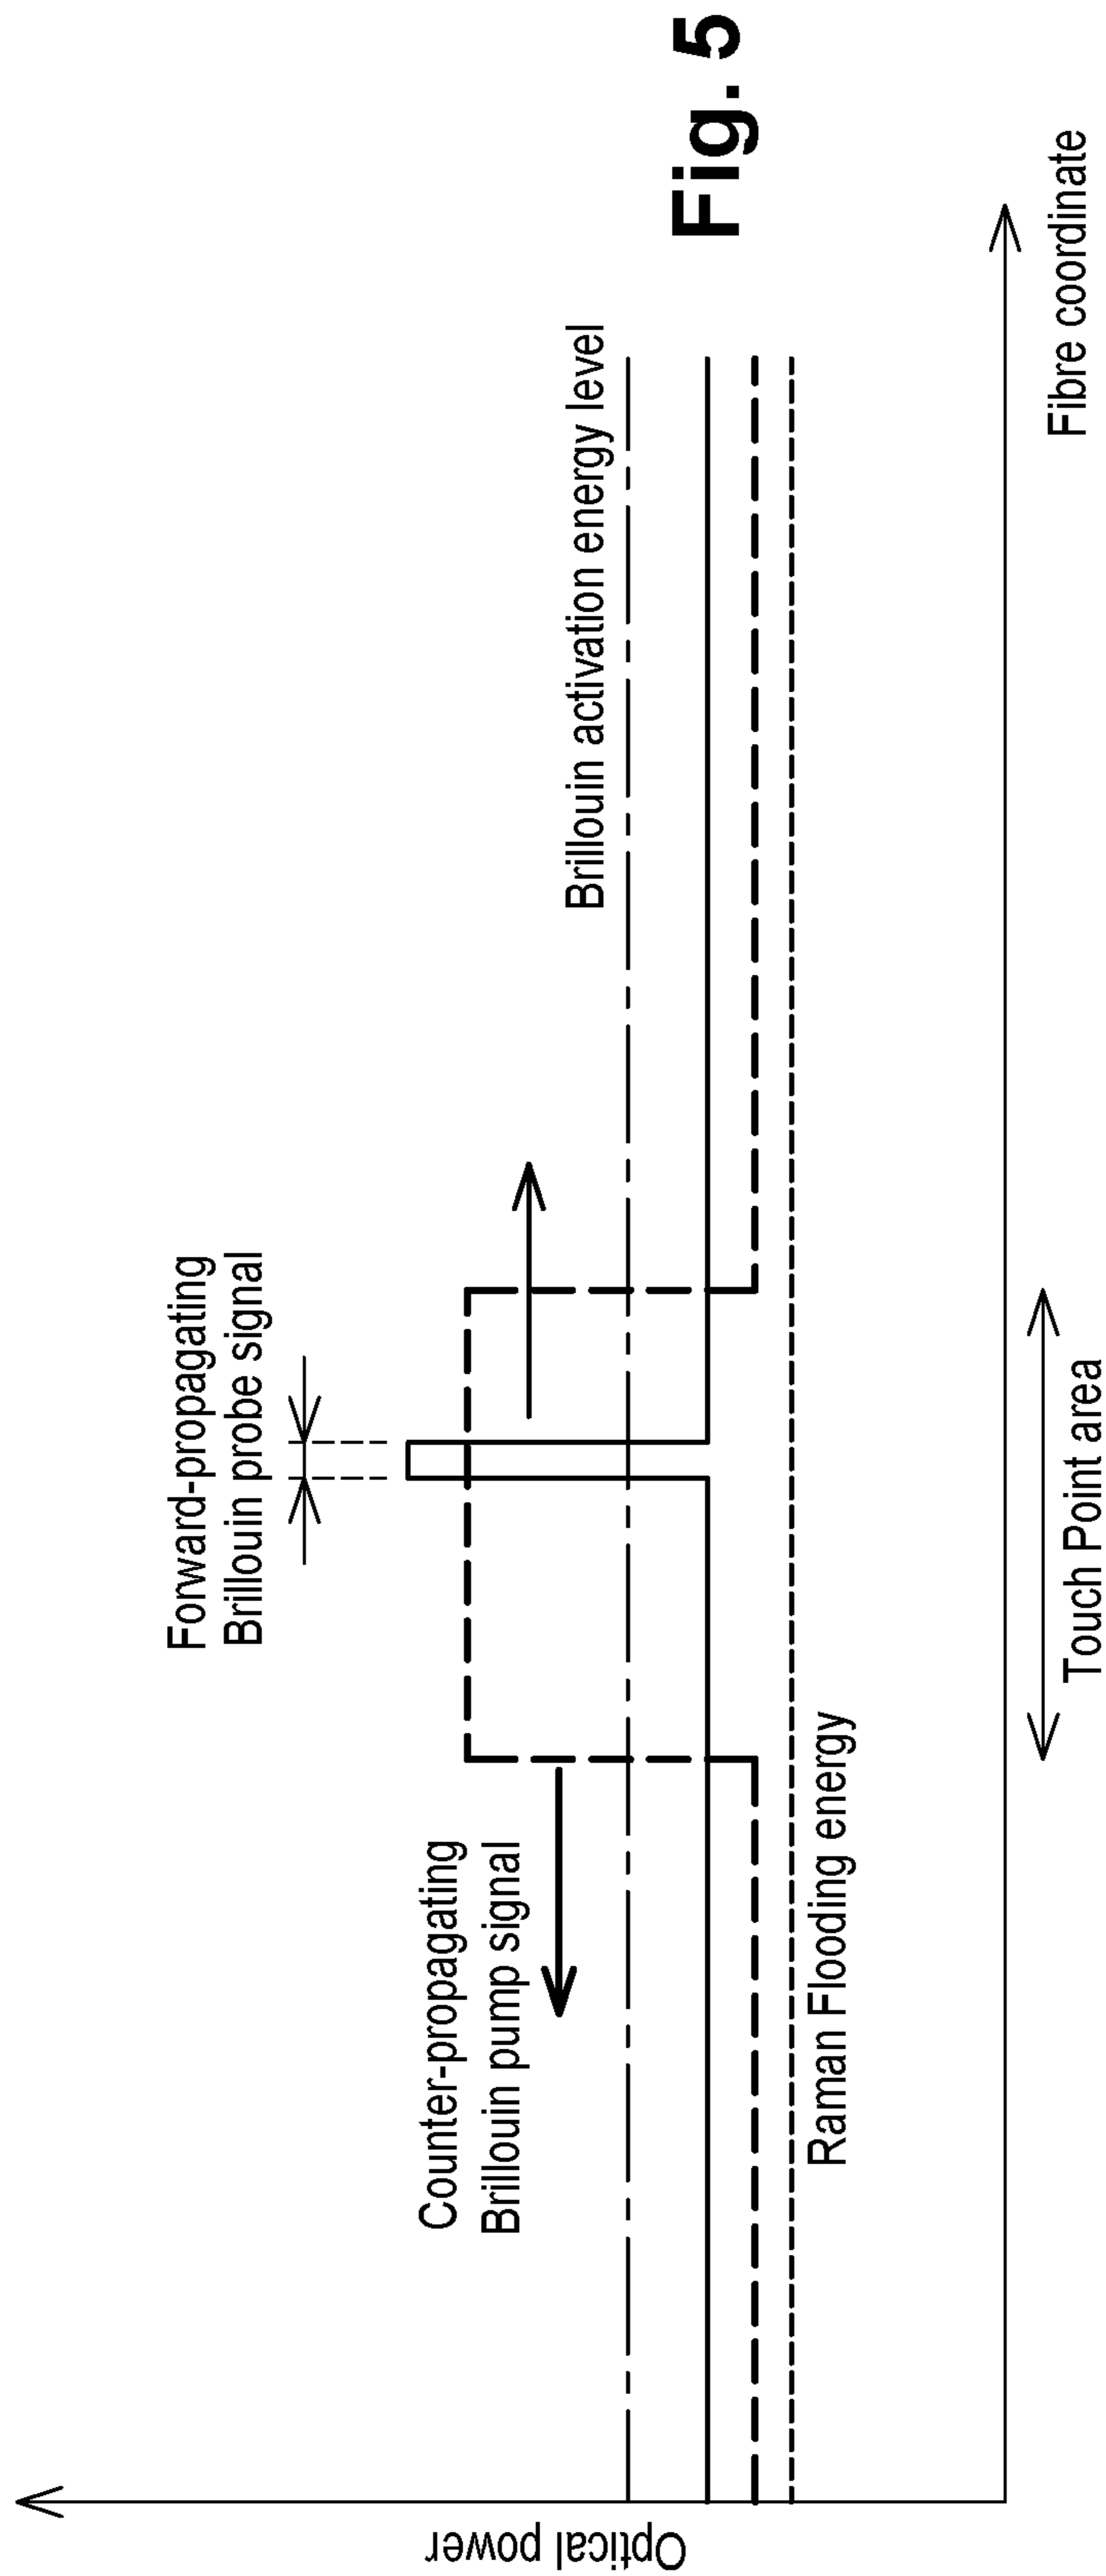 Optical power
Forward-propagating
Brillouin probe signal
Counter-propagating
Brillouin pump signal
Brillouin activation energy level
Raman Flooding energy
Touch Point area
Fibre coordinate
Fig. 5